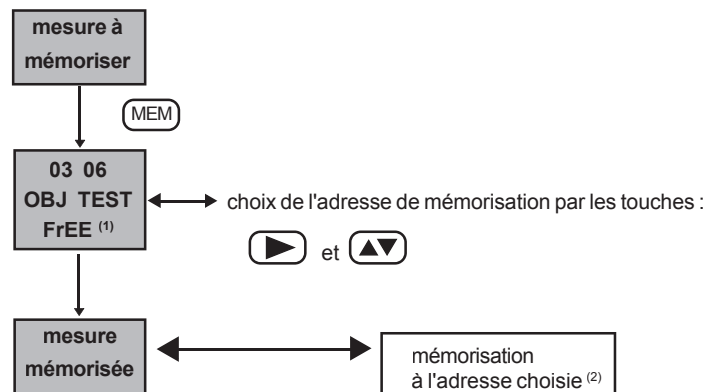 mesure à
mémoriser
MEM
03 06
OBJ TEST
FrEE (1)
choix de l'adresse de mémorisation par les touches :
et
mesure
mémorisée
mémorisation
à l'adresse choisie (2)